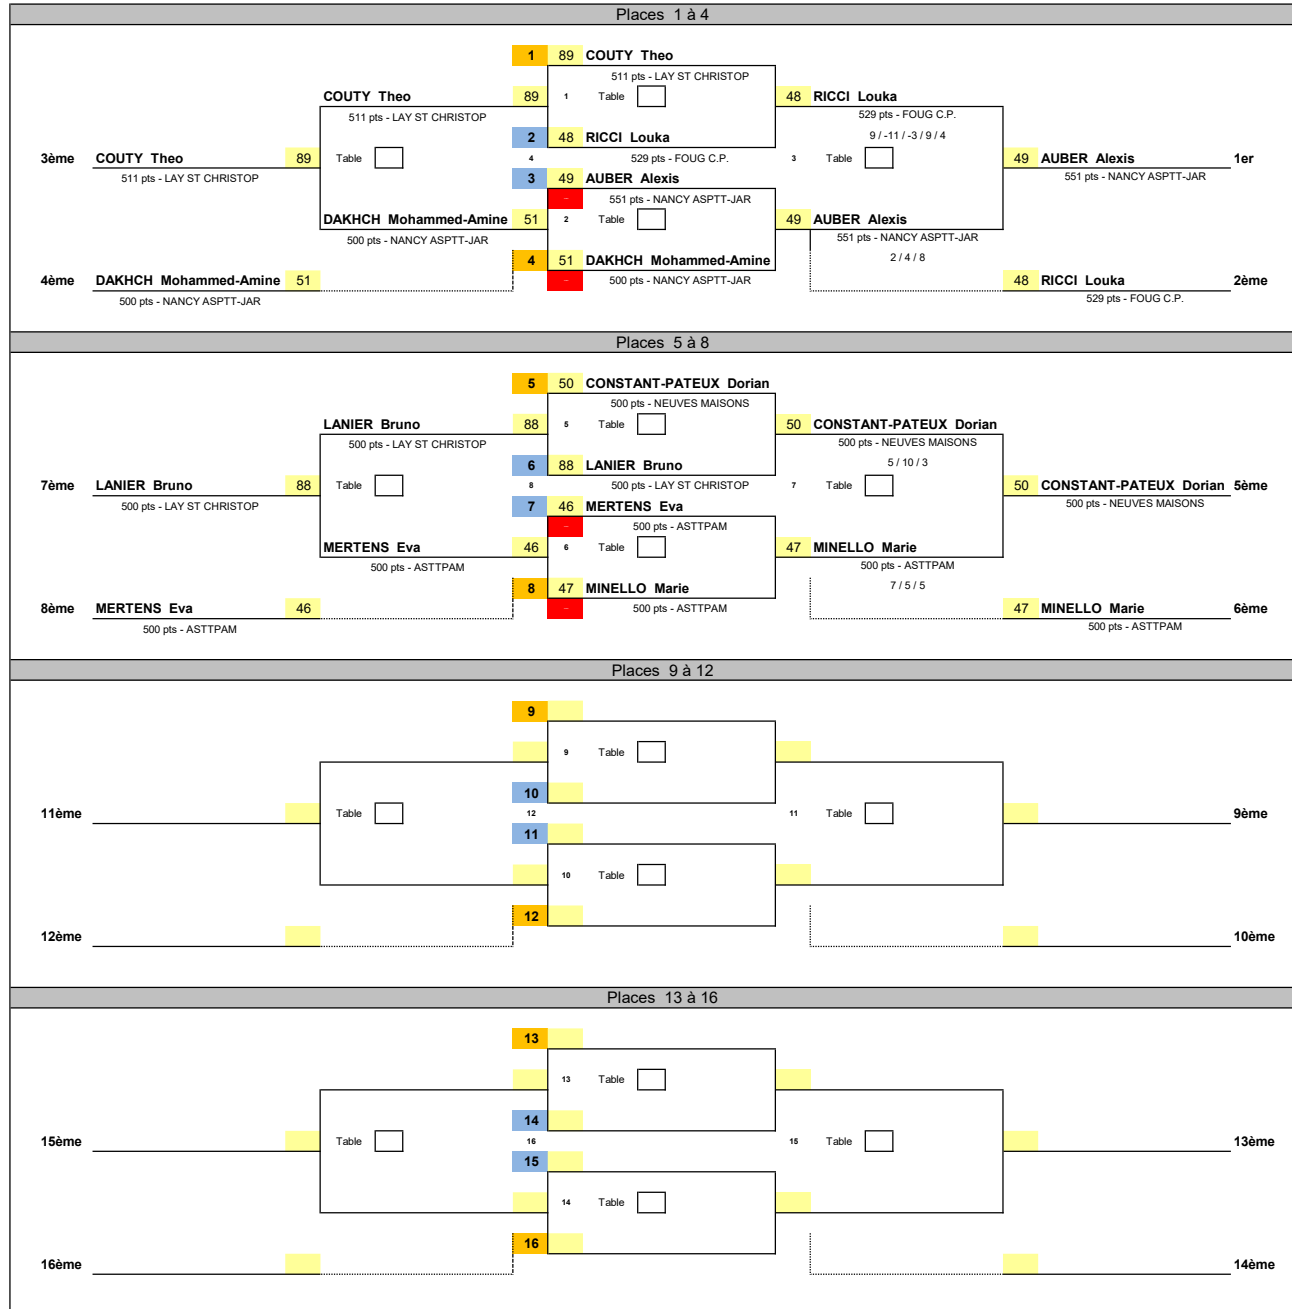 Places 1 à 4
1 89 COUTY Theo
511 pts - LAY ST CHRISTOP
COUTY Theo 89 1 Table 48 RICCI Louka
511 pts - LAY ST CHRISTOP 529 pts - FOUG C.P.
2 48 RICCI Louka 9 / -11 / -3 / 9 / 4
3ème COUTY Theo 89 Table 4 529 pts - FOUG C.P. 3 Table 49 AUBER Alexis 1er
511 pts - LAY ST CHRISTOP 3 49 AUBER Alexis 551 pts - NANCY ASPTT-JAR
– 551 pts - NANCY ASPTT-JAR
DAKHCH Mohammed-Amine 51 2 Table 49 AUBER Alexis
500 pts - NANCY ASPTT-JAR 551 pts - NANCY ASPTT-JAR
4 51 DAKHCH Mohammed-Amine 2 / 4 / 8
4ème DAKHCH Mohammed-Amine 51 – 500 pts - NANCY ASPTT-JAR 48 RICCI Louka 2ème
500 pts - NANCY ASPTT-JAR 529 pts - FOUG C.P.
Places 5 à 8
5 50 CONSTANT-PATEUX Dorian
500 pts - NEUVES MAISONS
LANIER Bruno 88 5 Table 50 CONSTANT-PATEUX Dorian
500 pts - LAY ST CHRISTOP 500 pts - NEUVES MAISONS
6 88 LANIER Bruno 5 / 10 / 3
7ème LANIER Bruno 88 Table 8 500 pts - LAY ST CHRISTOP 7 Table 50 CONSTANT-PATEUX Dorian 5ème
500 pts - LAY ST CHRISTOP 7 46 MERTENS Eva 500 pts - NEUVES MAISONS
– 500 pts - ASTTPAM
MERTENS Eva 46 6 Table 47 MINELLO Marie
500 pts - ASTTPAM 500 pts - ASTTPAM
8 47 MINELLO Marie 7 / 5 / 5
8ème MERTENS Eva 46 – 500 pts - ASTTPAM 47 MINELLO Marie 6ème
500 pts - ASTTPAM 500 pts - ASTTPAM
Places 9 à 12
9
9 Table
10
11ème Table 12 11 Table 9ème
11
10 Table
12
12ème 10ème
Places 13 à 16
13
13 Table
14
15ème Table 16 15 Table 13ème
15
14 Table
16
16ème 14ème